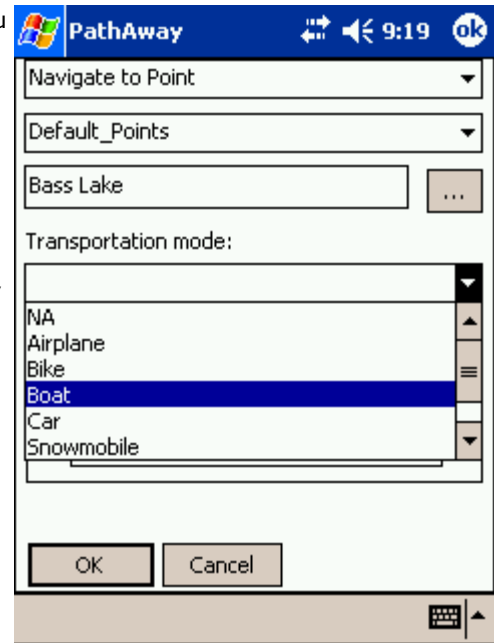 u
PathAway 9:19 ok
Navigate to Point
Default_Points
Bass Lake ...
Transportation mode:
NA
Airplane
Bike
Boat
Car
Snowmobile
OK Cancel